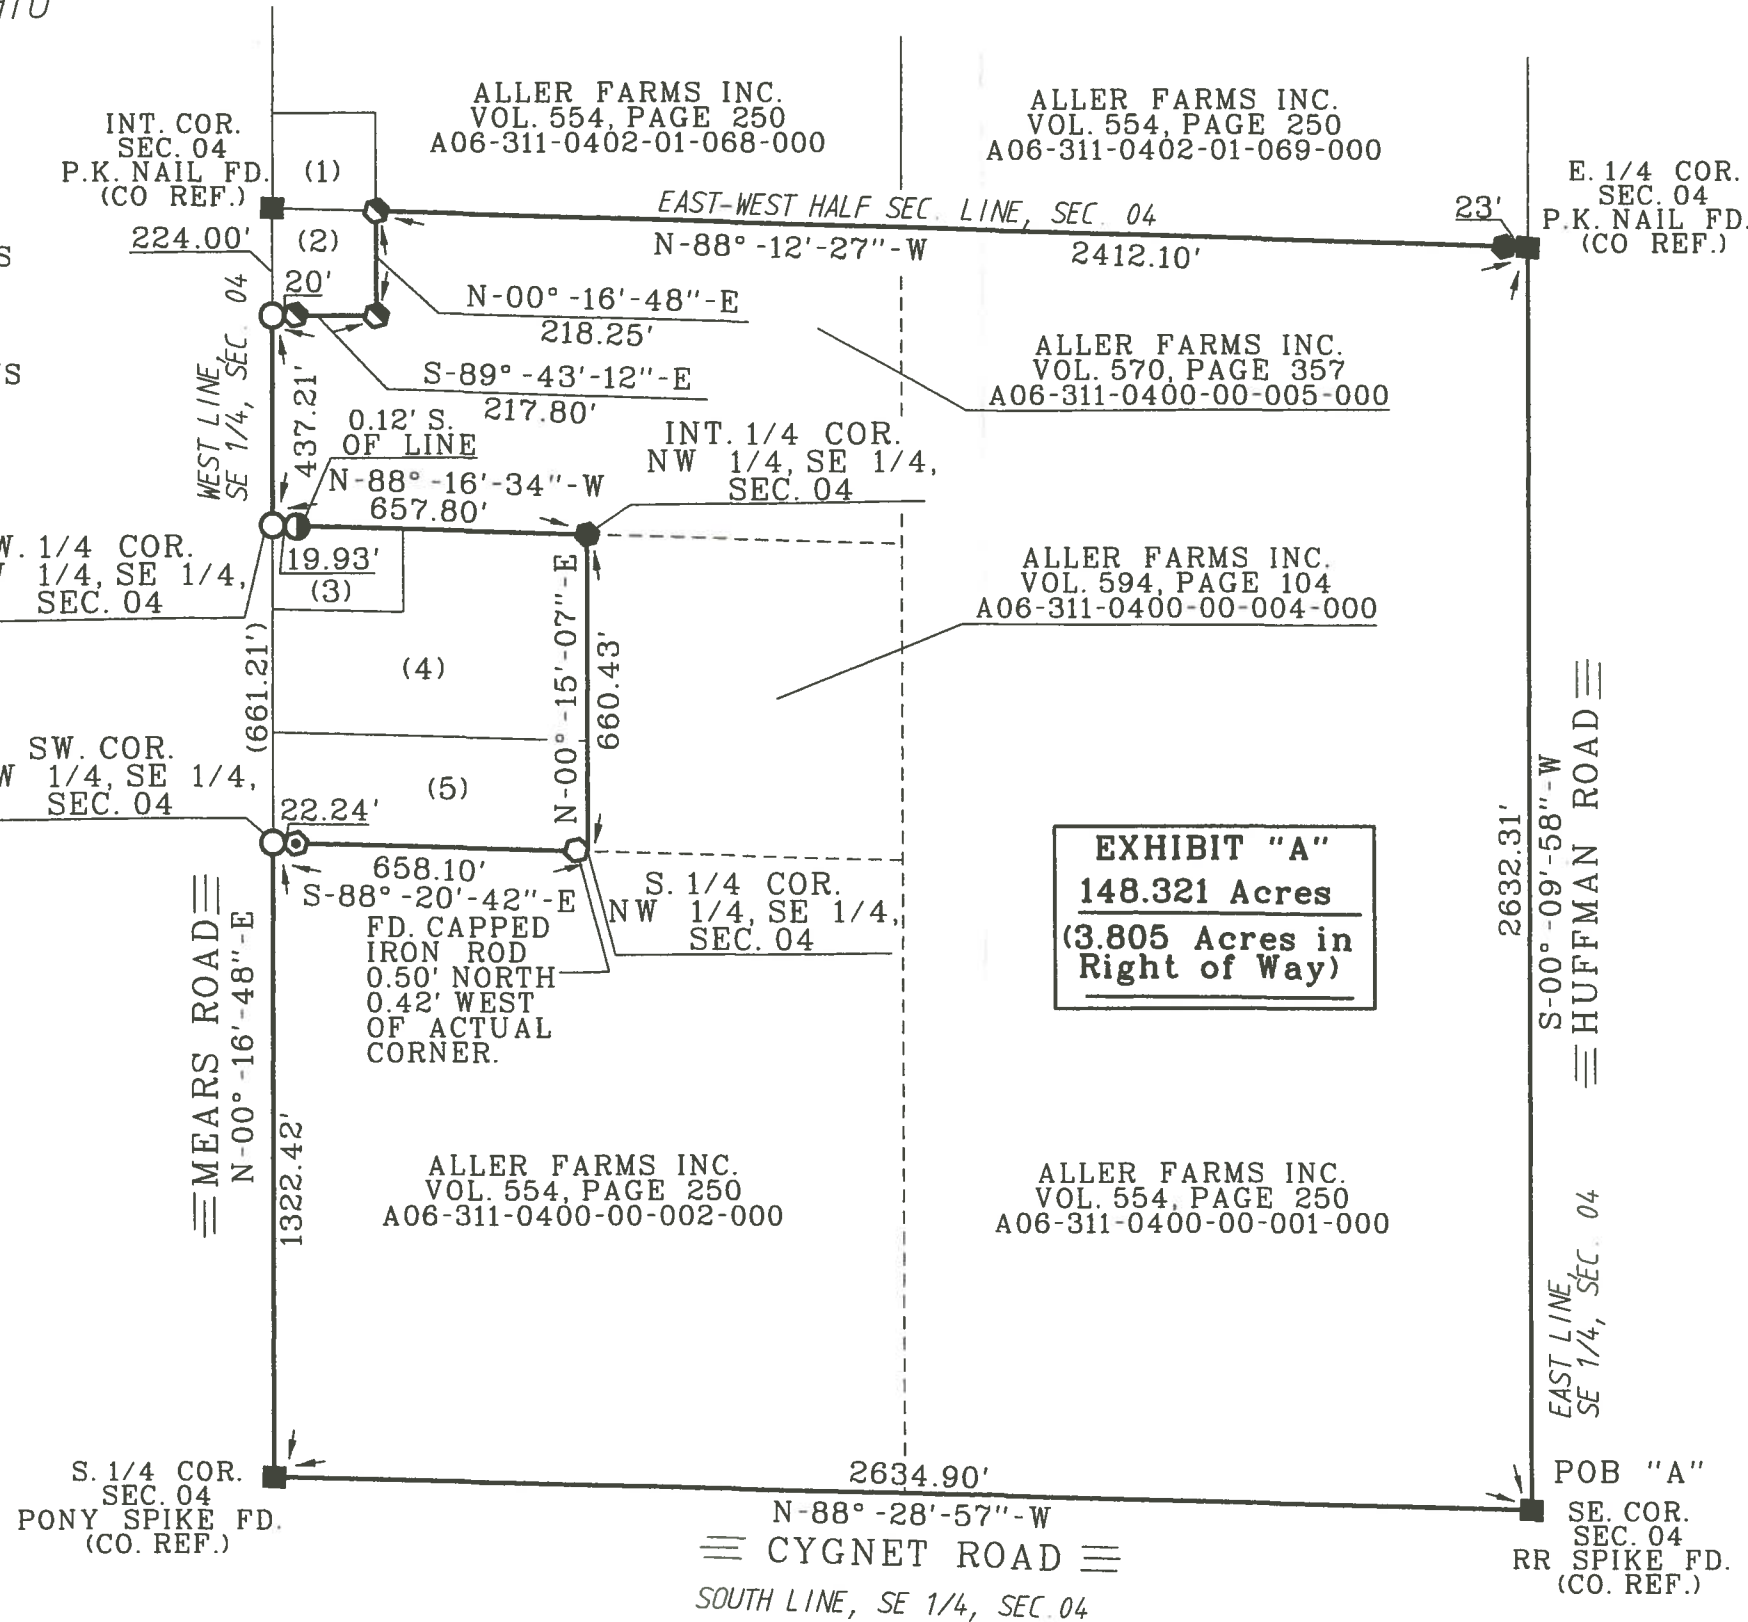 INT. COR.
SEC. 04
P.K. NAIL FD.
(CO REF.)
(1)
ALLER FARMS INC.
VOL. 554, PAGE 250
A06-311-0402-01-068-000
ALLER FARMS INC.
VOL. 554, PAGE 250
A06-311-0402-01-069-000
E. 1/4 COR.
SEC. 04
P.K. NAIL FD.
(CO REF.)
23'
EAST-WEST HALF SEC. LINE, SEC. 04
N-88°-12'-27"-W 2412.10'
224.00'
(2)
20'
S
N-00°-16'-48"-E
218.25'
S-89°-43'-12"-E
217.80'
WEST LINE,
SE 1/4, SEC. 04
437.21'
0.12' S.
OF LINE
N-88°-16'-34"-W
657.80'
INT. 1/4 COR.
NW 1/4, SE 1/4,
SEC. 04
ALLER FARMS INC.
VOL. 570, PAGE 357
A06-311-0400-00-005-000
S
W. 1/4 COR.
1/4, SE 1/4,
SEC. 04
19.93'
(3)
(661.21')
(4)
N-00°-15'-07"-E
660.43'
ALLER FARMS INC.
VOL. 594, PAGE 104
A06-311-0400-00-004-000
SW. COR.
W 1/4, SE 1/4,
SEC. 04
22.24'
(5)
658.10'
S-88°-20'-42"-E
FD. CAPPED
IRON ROD
0.50' NORTH
0.42' WEST
OF ACTUAL
CORNER.
S. 1/4 COR.
NW 1/4, SE 1/4,
SEC. 04
EXHIBIT "A"
148.321 Acres
(3.805 Acres in
Right of Way)
2632.31'
S-00°-09'-58"-W
HUFFMAN ROAD
MEARS ROAD
N-00°-16'-48"-E
1322.42'
ALLER FARMS INC.
VOL. 554, PAGE 250
A06-311-0400-00-002-000
ALLER FARMS INC.
VOL. 554, PAGE 250
A06-311-0400-00-001-000
EAST LINE,
SE 1/4, SEC. 04
S. 1/4 COR.
SEC. 04
PONY SPIKE FD.
(CO. REF.)
2634.90'
N-88°-28'-57"-W
CYGNET ROAD
SOUTH LINE, SE 1/4, SEC.04
POB "A"
SE. COR.
SEC. 04
RR SPIKE FD.
(CO. REF.)